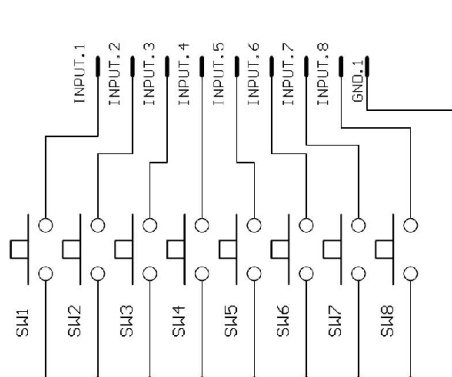 INPUT.1
INPUT.2
INPUT.3
INPUT.4
INPUT.5
INPUT.6
INPUT.7
INPUT.8
GND.1
SW1
SW2
SW3
SW4
SW5
SW6
SW7
SW8